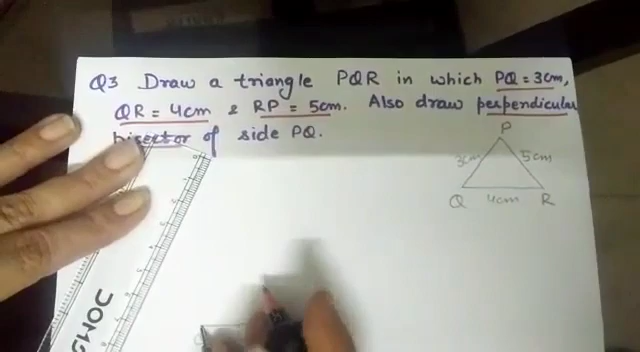 Q3 Draw a triangle PQR in which PQ = 3cm,
QR = 4cm & RP = 5cm. Also draw perpendicular
bisector of side PQ.
P
3cm 5cm
Q 4cm R
DOMS